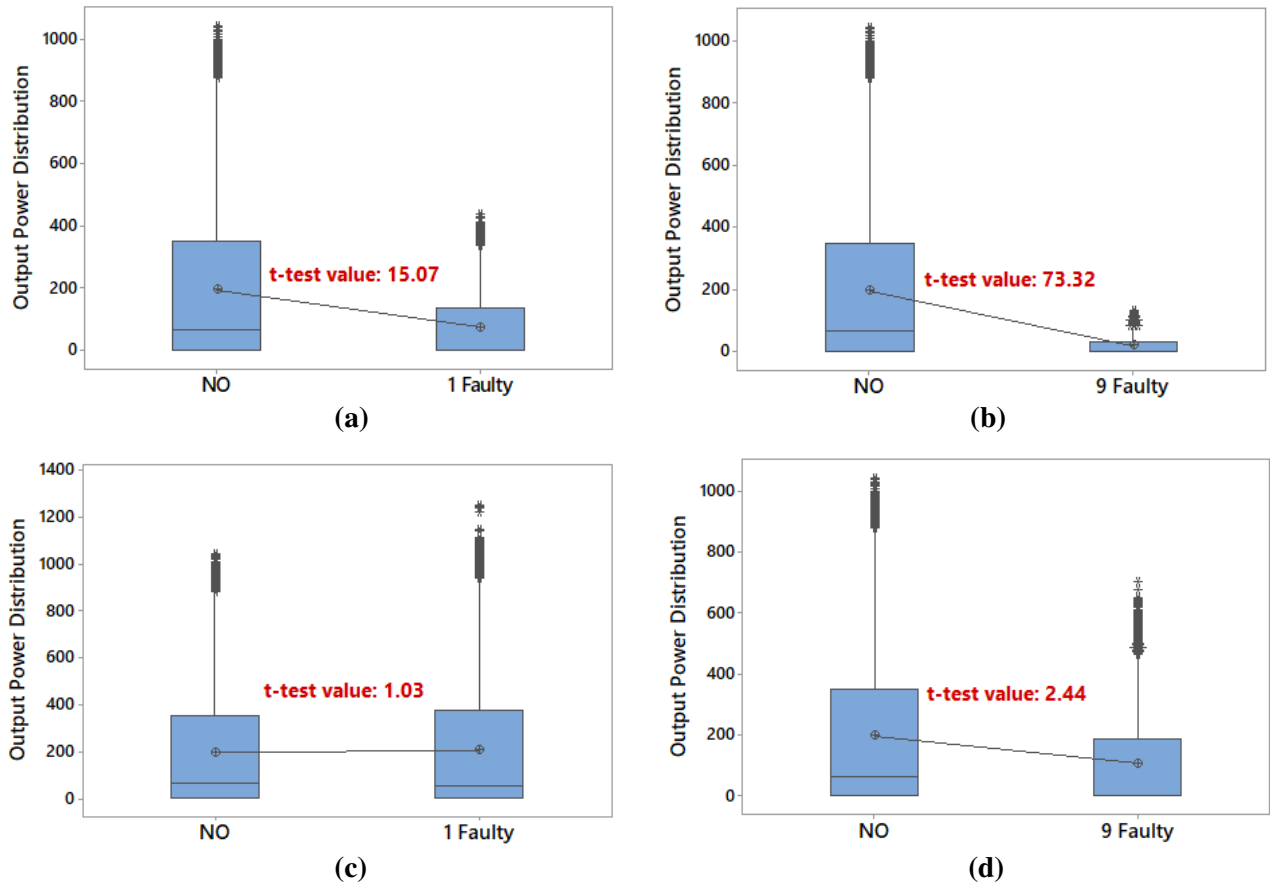 Output Power Distribution
1000
800
600
400
200
0
t-test value: 15.07
NO
1 Faulty
(a)
Output Power Distribution
1000
800
600
400
200
0
t-test value: 73.32
NO
9 Faulty
(b)
Output Power Distribution
1400
1200
1000
800
600
400
200
0
t-test value: 1.03
NO
1 Faulty
(c)
Output Power Distribution
1000
800
600
400
200
0
t-test value: 2.44
NO
9 Faulty
(d)